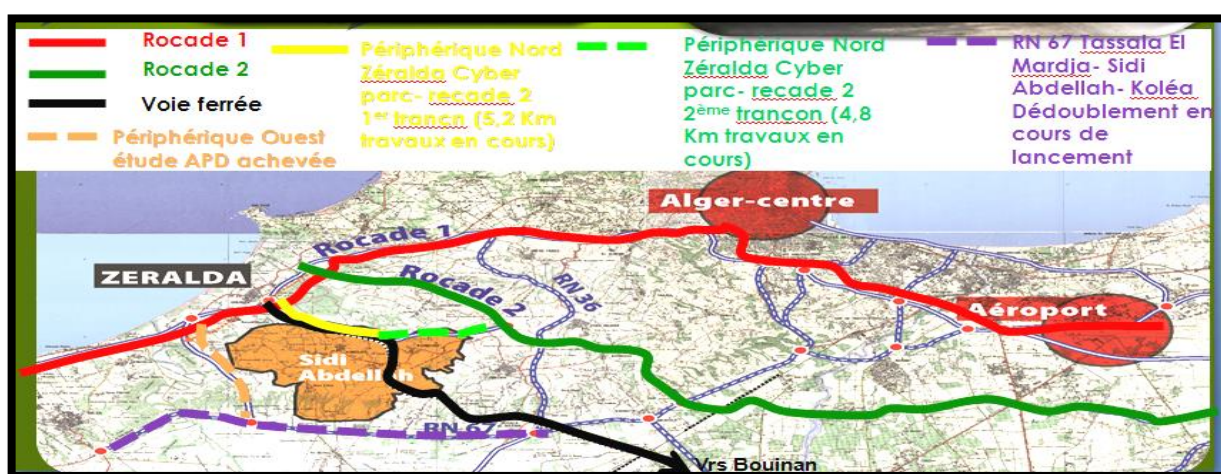 Rocade 1
Rocade 2
Voie ferrée
Périphérique Ouest
étude APD achevée
Périphérique Nord
Zéralda Cyber
parc- recade 2
1er trancn (5,2 Km
travaux en cours)
Périphérique Nord
Zéralda Cyber
parc- recade 2
2ème trancon (4,8
Km travaux en
cours)
RN 67 Tassala El
Mardja- Sidi
Abdellah- Koléa
Dédoublement en
cours de
lancement
Alger-centre
Rocade 1
ZERALDA
Rocade 2
RN 36
Aéroport
Sidi
Abdellah
RN 67
Vrs Bouinan